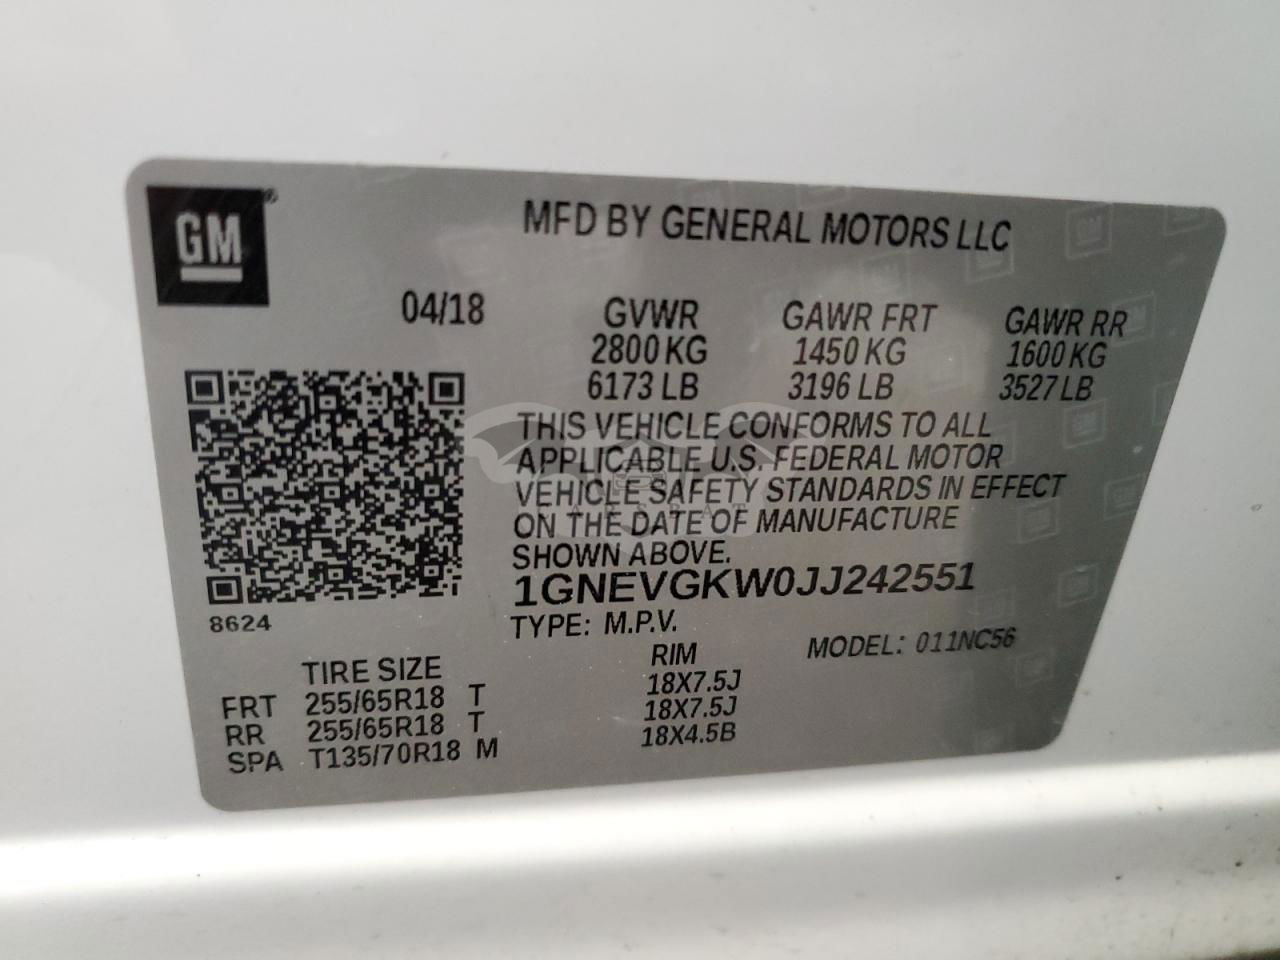 GM
MFD BY GENERAL MOTORS LLC
04/18 GVWR GAWR FRT GAWR RR
2800 KG 1450 KG 1600 KG
6173 LB 3196 LB 3527 LB
THIS VEHICLE CONFORMS TO ALL
APPLICABLE U.S. FEDERAL MOTOR
VEHICLE SAFETY STANDARDS IN EFFECT
ON THE DATE OF MANUFACTURE
SHOWN ABOVE.
1GNEVGKW0JJ242551
8624
TYPE: M.P.V. MODEL: 011NC56
TIRE SIZE RIM
FRT 255/65R18 T 18X7.5J
RR 255/65R18 T 18X7.5J
SPA T135/70R18 M 18X4.5B